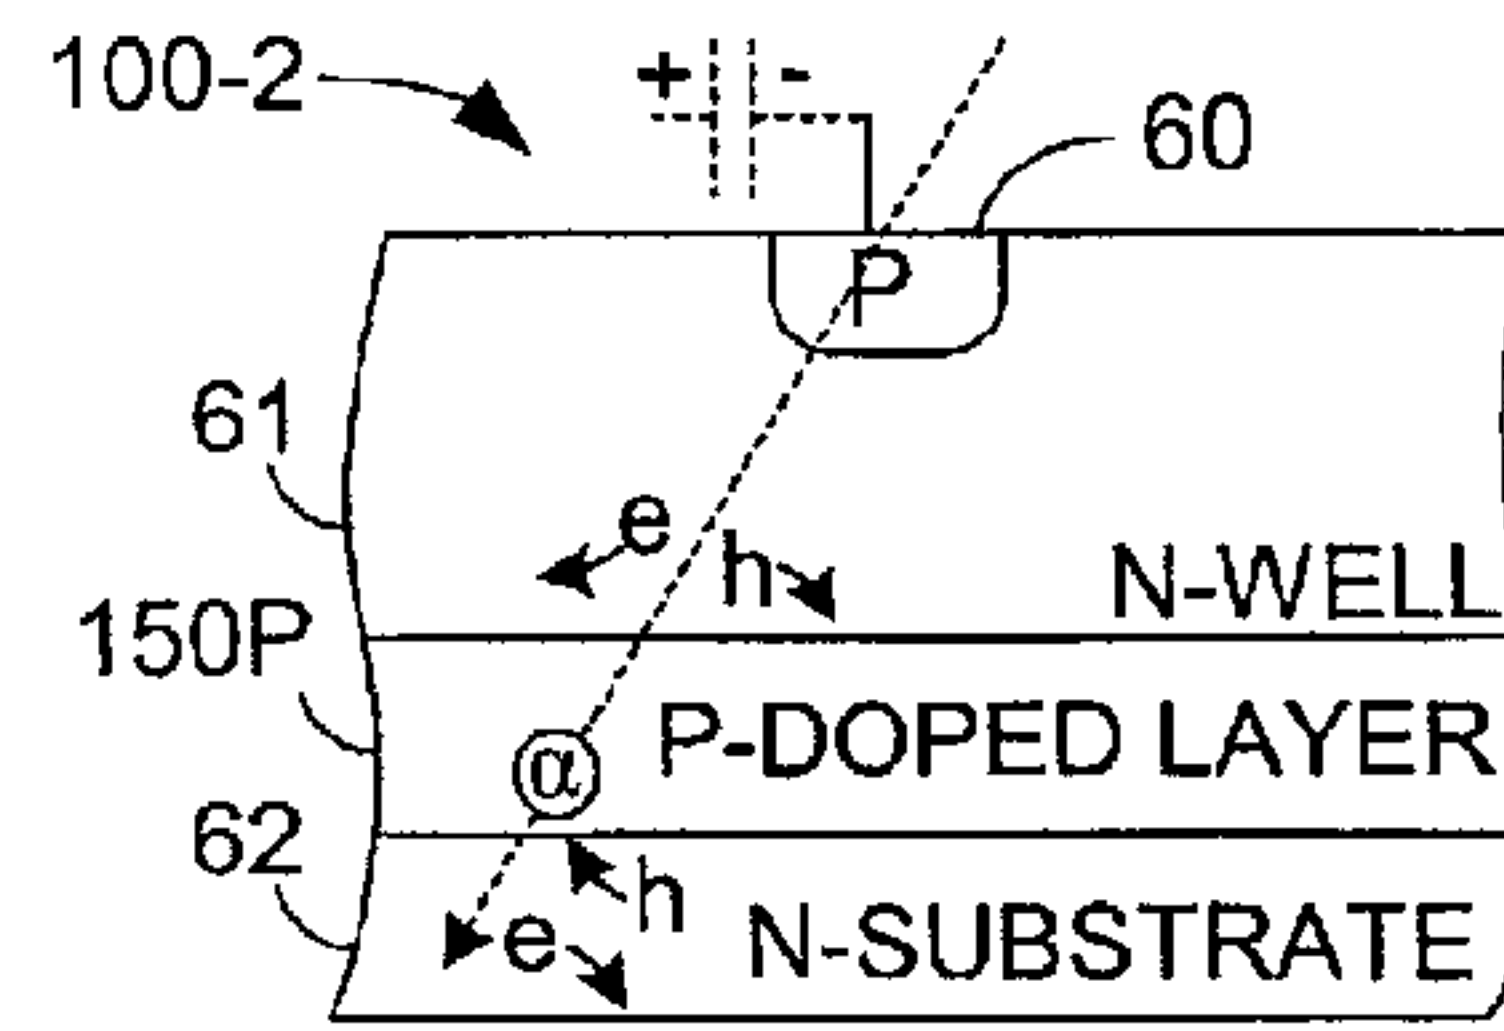 100-2
+ -
60
P
61
e
h
N-WELL
150P
P-DOPED LAYER
α
62
h
e
N-SUBSTRATE